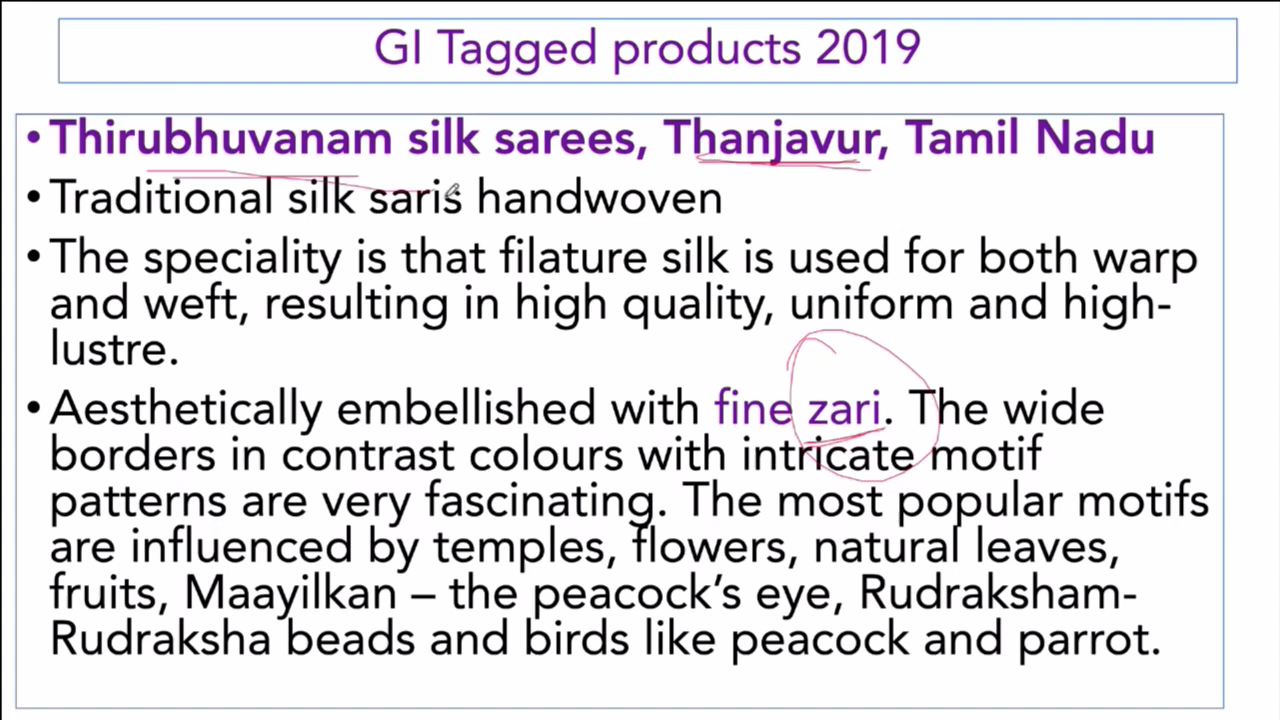 GI Tagged products 2019
• Thirubhuvanam silk sarees, Thanjavur, Tamil Nadu
• Traditional silk saris handwoven
• The speciality is that filature silk is used for both warp
and weft, resulting in high quality, uniform and high-
lustre.
• Aesthetically embellished with fine zari. The wide
borders in contrast colours with intricate motif
patterns are very fascinating. The most popular motifs
are influenced by temples, flowers, natural leaves,
fruits, Maayilkan – the peacock’s eye, Rudraksham-
Rudraksha beads and birds like peacock and parrot.